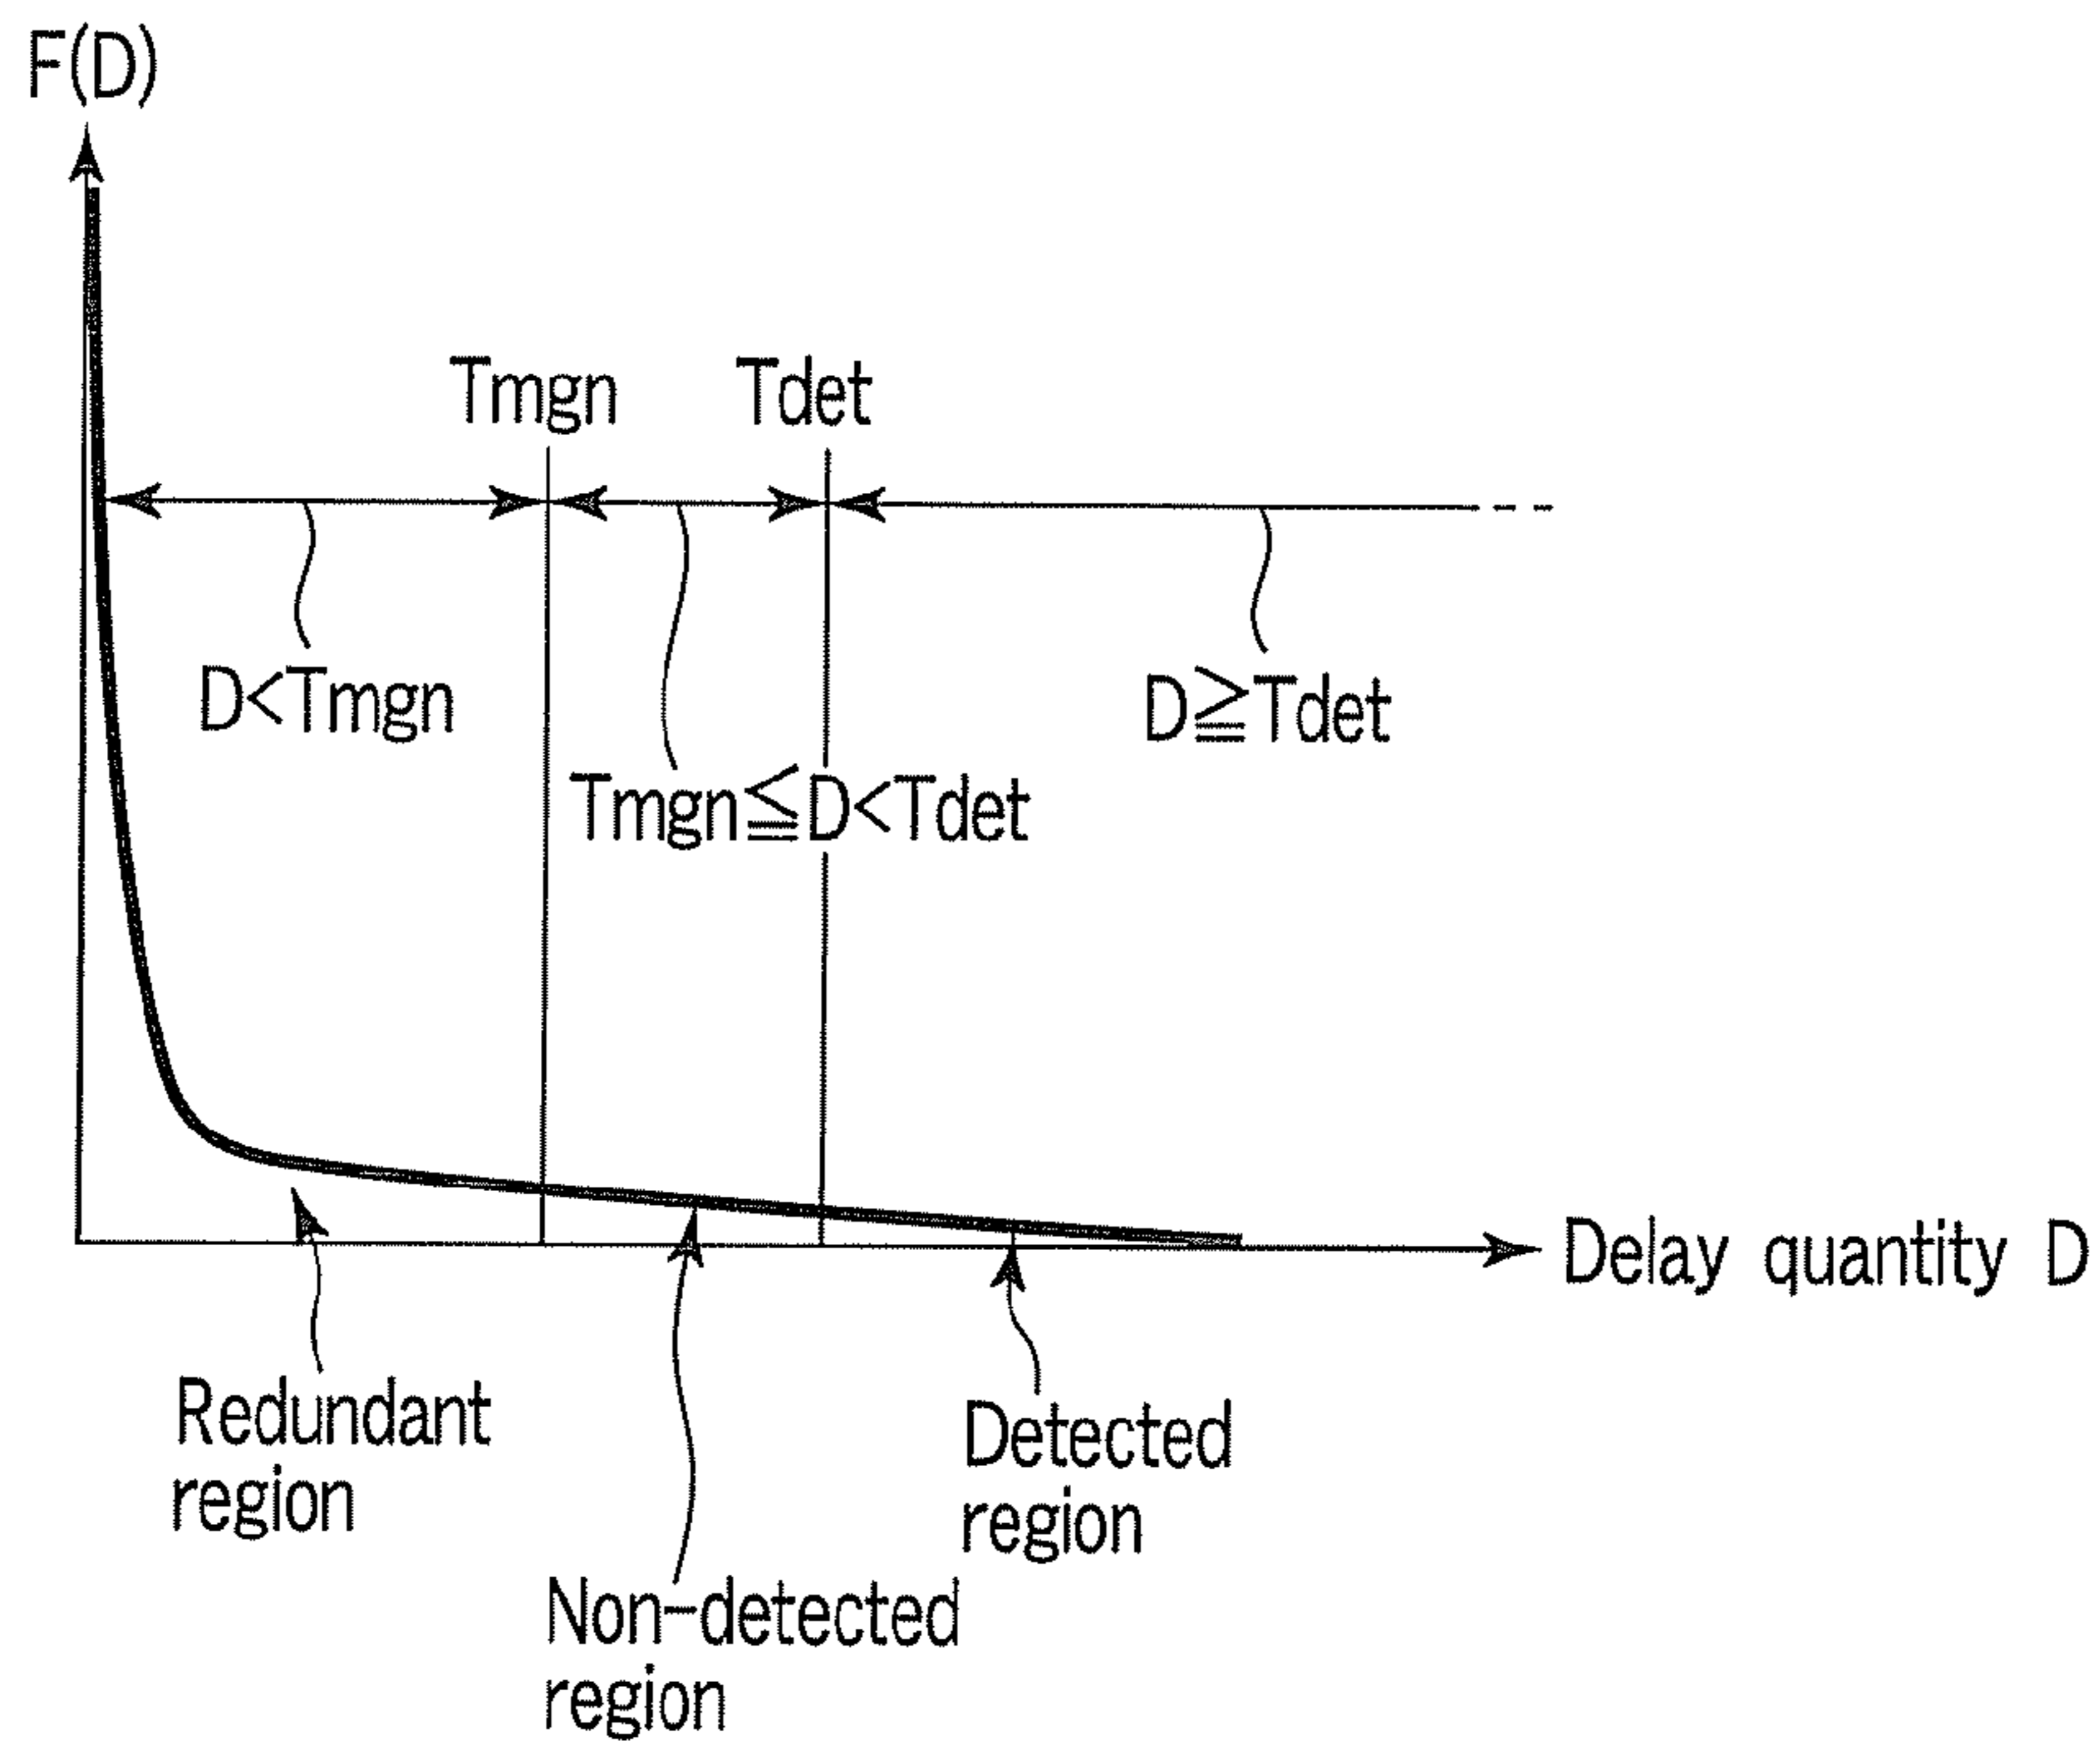 F(D)
Tmgn
Tdet
D<Tmgn
D≧Tdet
Tmgn≦D<Tdet
Delay quantity D
Redundant
region
Detected
region
Non-detected
region